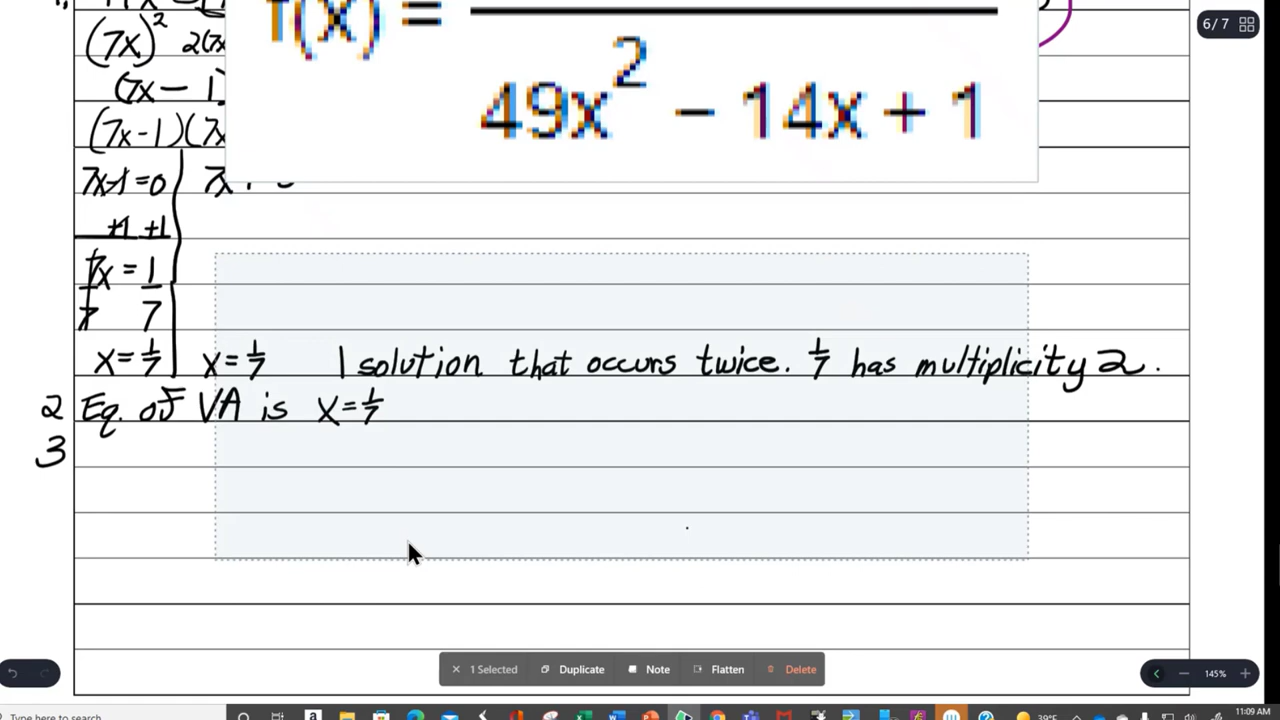 6 / 7
f(x) =
49x² − 14x + 1
(7x)² 2(7x
(7x − 1)
(7x-1)(7x
7x-1=0
+1 +1
7x = 1
7 7
x = 1/7 x = 1/7 1 solution that occurs twice. 1/7 has multiplicity 2.
2 Eq. of VA is x = 1/7
3
× 1 Selected Duplicate Note Flatten Delete
145%
Type here to search
39°F
11:09 AM